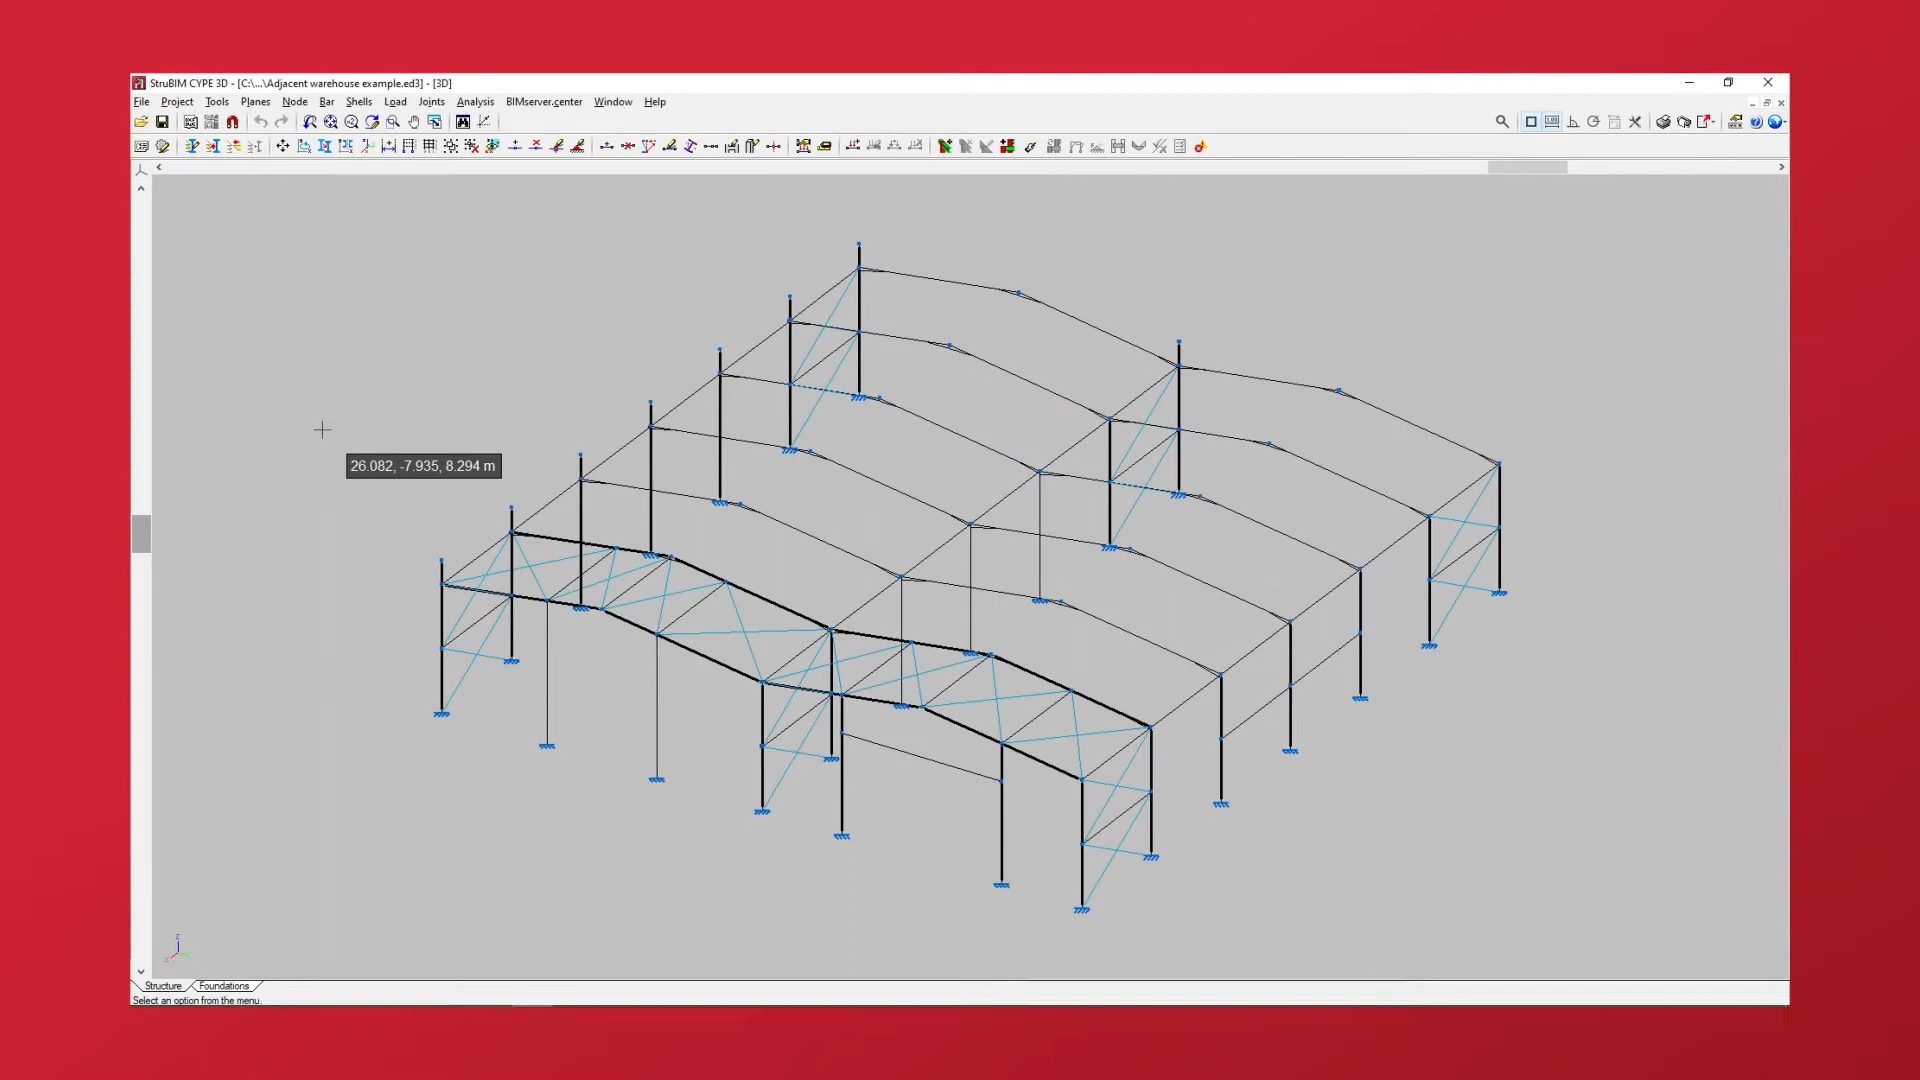 StruBIM CYPE 3D - [C:\...\Adjacent warehouse example.ed3] - [3D]
File Project Tools Planes Node Bar Shells Load Joints Analysis BIMserver.center Window Help
26.082, -7.935, 8.294 m
z
Structure Foundations
Select an option from the menu.